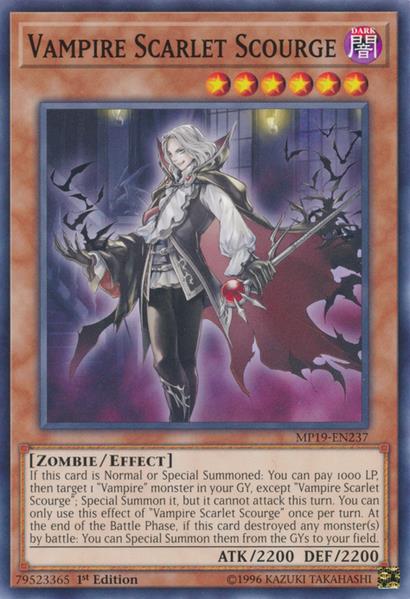 Vampire Scarlet Scourge
DARK
闇
MP19-EN237
[Zombie/Effect]
If this card is Normal or Special Summoned: You can pay 1000 LP,
then target 1 "Vampire" monster in your GY, except "Vampire Scarlet
Scourge"; Special Summon it, but it cannot attack this turn. You can
only use this effect of "Vampire Scarlet Scourge" once per turn. At
the end of the Battle Phase, if this card destroyed any monster(s)
by battle: You can Special Summon them from the GYs to your field.
ATK/2200 DEF/2200
79523365 1st Edition ©1996 KAZUKI TAKAHASHI